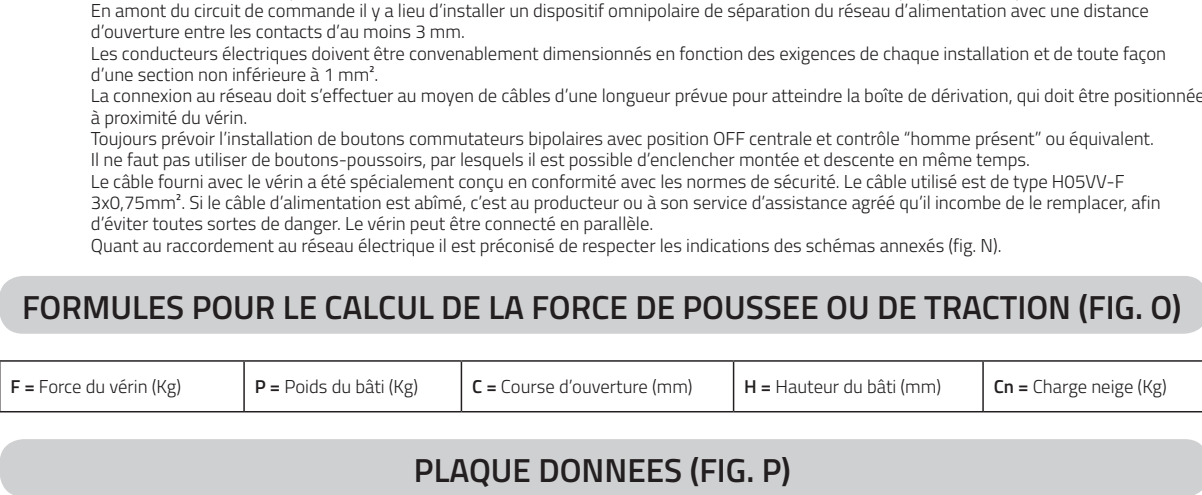 En amont du circuit de commande il y a lieu d'installer un dispositif omnipolaire de séparation du réseau d'alimentation avec une distance
d'ouverture entre les contacts d'au moins 3 mm.
Les conducteurs électriques doivent être convenablement dimensionnés en fonction des exigences de chaque installation et de toute façon
d'une section non inférieure à 1 mm².
La connexion au réseau doit s'effectuer au moyen de câbles d'une longueur prévue pour atteindre la boîte de dérivation, qui doit être positionnée
à proximité du vérin.
Toujours prévoir l'installation de boutons commutateurs bipolaires avec position OFF centrale et contrôle "homme présent" ou équivalent.
Il ne faut pas utiliser de boutons-poussoirs, par lesquels il est possible d'enclencher montée et descente en même temps.
Le câble fourni avec le vérin a été spécialement conçu en conformité avec les normes de sécurité. Le câble utilisé est de type H05VV-F
3x0,75mm². Si le câble d'alimentation est abîmé, c'est au producteur ou à son service d'assistance agréé qu'il incombe de le remplacer, afin
d'éviter toutes sortes de danger. Le vérin peut être connecté en parallèle.
Quant au raccordement au réseau électrique il est préconisé de respecter les indications des schémas annexés (fig. N).
FORMULES POUR LE CALCUL DE LA FORCE DE POUSSEE OU DE TRACTION (FIG. O)
F = Force du vérin (Kg) P = Poids du bâti (Kg) C = Course d'ouverture (mm) H = Hauteur du bâti (mm) Cn = Charge neige (Kg)
PLAQUE DONNEES (FIG. P)